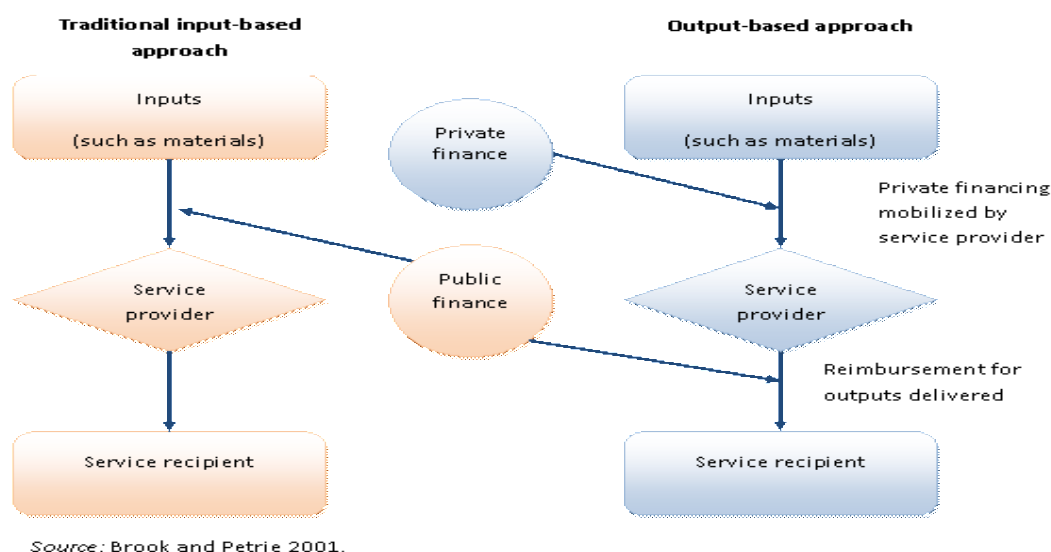 Traditional input-based
approach
Output-based approach
Inputs
(such as materials)
Private
finance
Inputs
(such as materials)
Private financing
mobilized by
service provider
Service
provider
Public
finance
Service
provider
Reimbursement for
outputs delivered
Service recipient
Service recipient
Source: Brook and Petrie 2001.